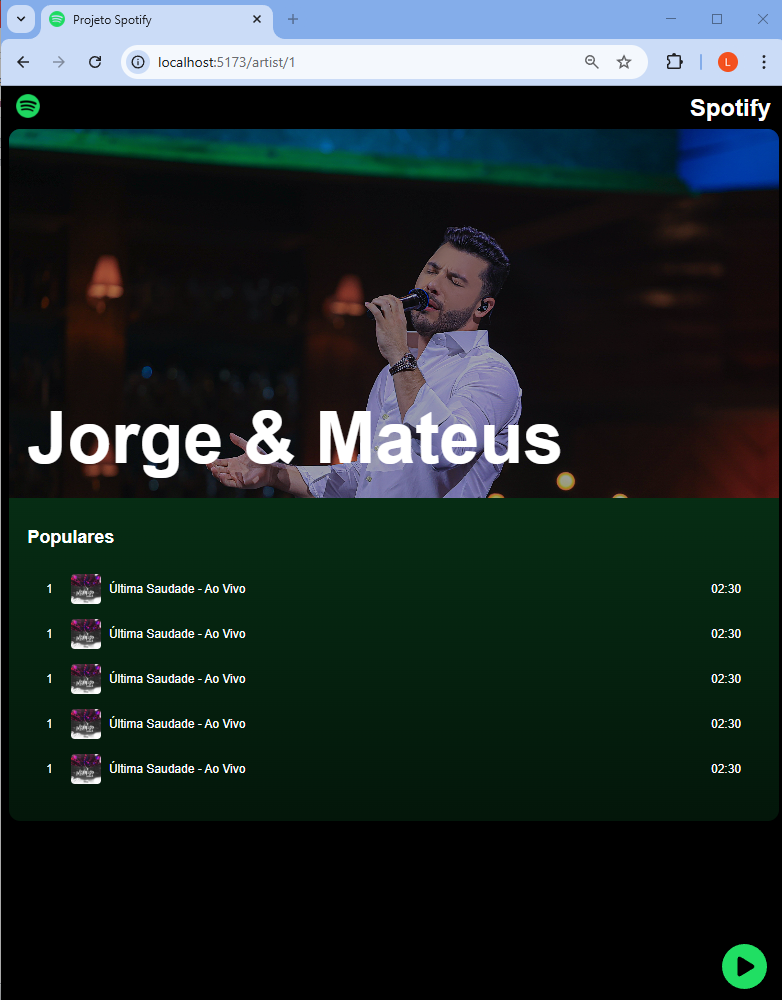 Projeto Spotify
localhost:5173/artist/1
L
Spotify
Jorge & Mateus
Populares
1 Última Saudade - Ao Vivo 02:30
1 Última Saudade - Ao Vivo 02:30
1 Última Saudade - Ao Vivo 02:30
1 Última Saudade - Ao Vivo 02:30
1 Última Saudade - Ao Vivo 02:30